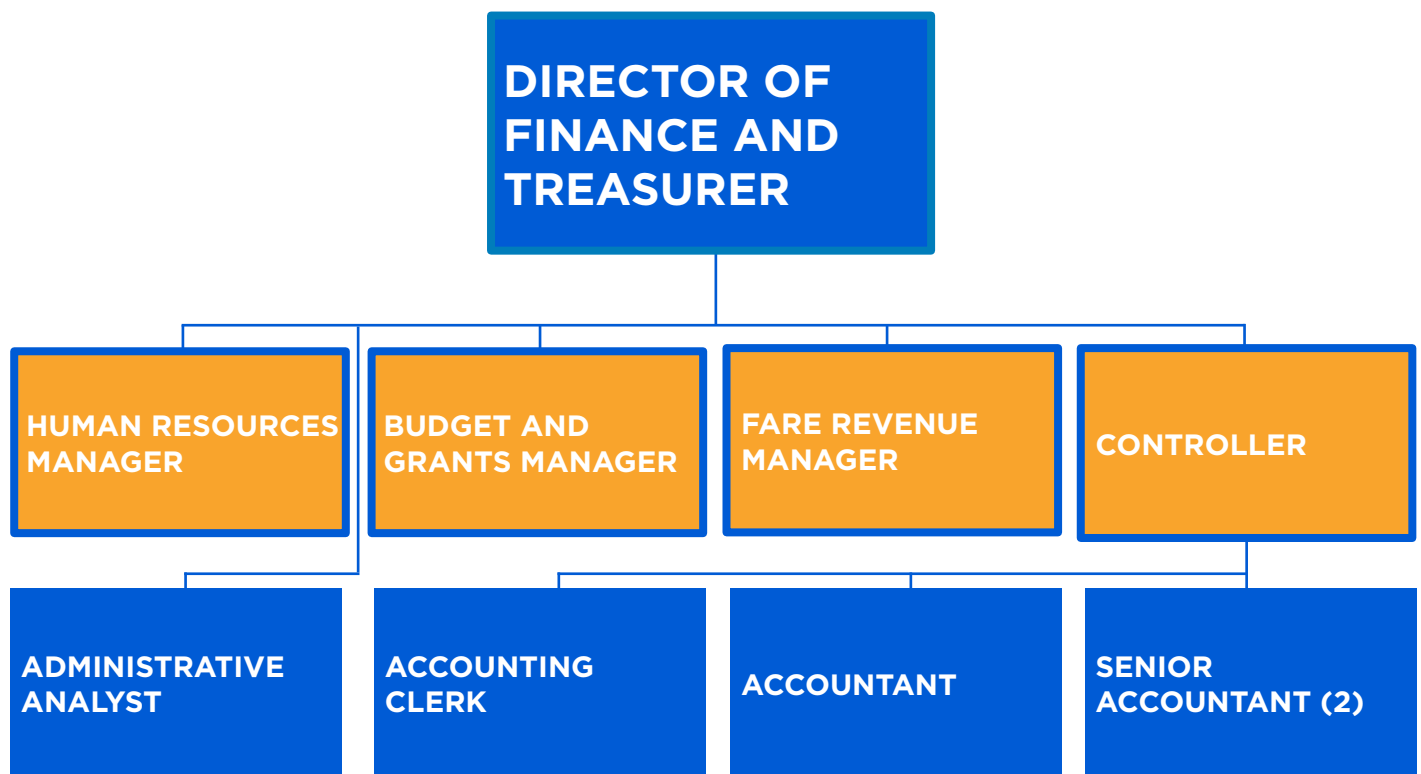 DIRECTOR OF
FINANCE AND
TREASURER
HUMAN RESOURCES
MANAGER
BUDGET AND
GRANTS MANAGER
FARE REVENUE
MANAGER
CONTROLLER
ADMINISTRATIVE
ANALYST
ACCOUNTING
CLERK
ACCOUNTANT
SENIOR
ACCOUNTANT (2)